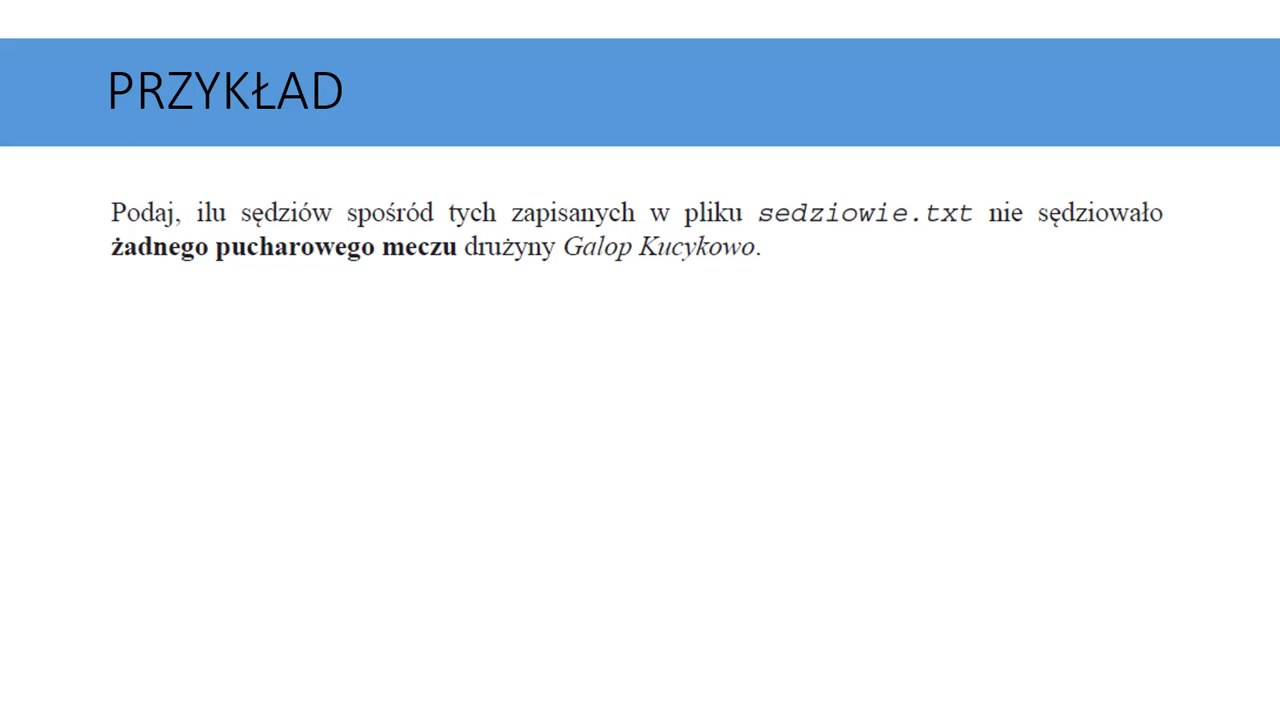 PRZYKŁAD
Podaj, ilu sędziów spośród tych zapisanych w pliku sedziowie.txt nie sędziowało
żadnego pucharowego meczu drużyny Galop Kucykowo.